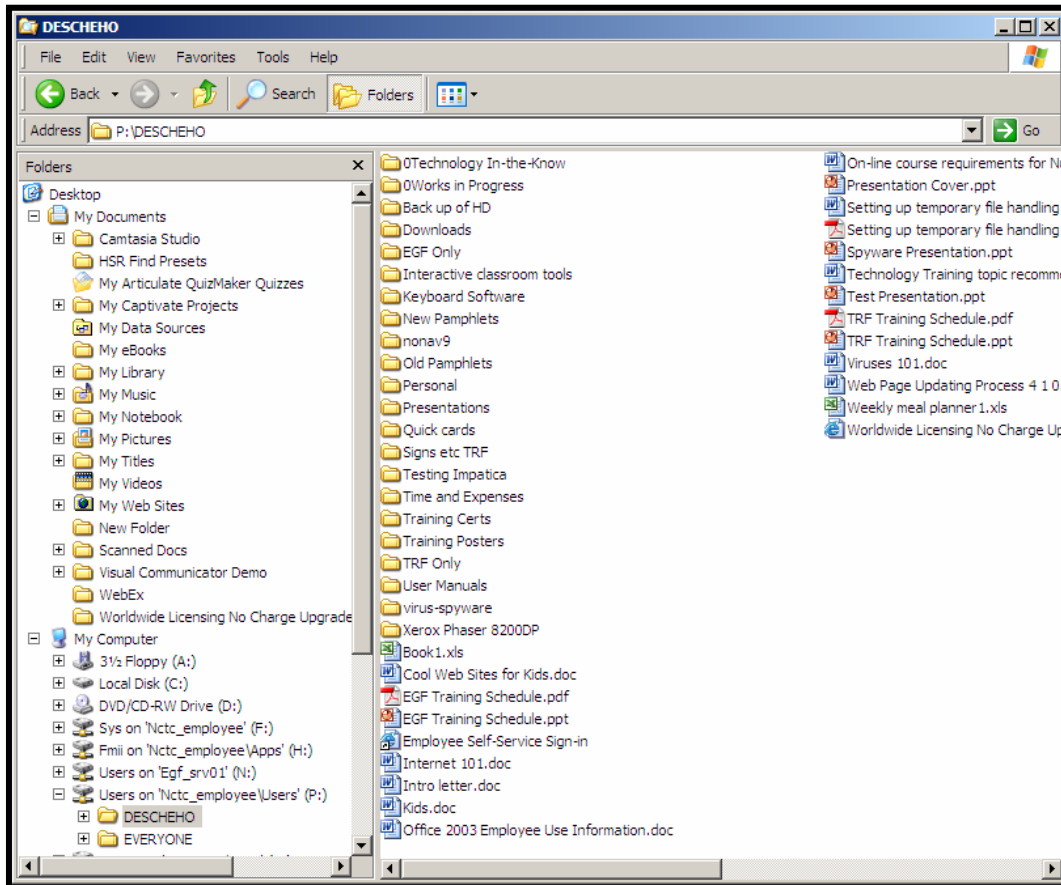 DESCHEHO
File Edit View Favorites Tools Help
Back Search Folders
Address P:\DESCHEHO Go
Folders
Desktop
My Documents
Camtasia Studio
HSR Find Presets
My Articulate QuizMaker Quizzes
My Captivate Projects
My Data Sources
My eBooks
My Library
My Music
My Notebook
My Pictures
My Titles
My Videos
My Web Sites
New Folder
Scanned Docs
Visual Communicator Demo
WebEx
Worldwide Licensing No Charge Upgrade
My Computer
3½ Floppy (A:)
Local Disk (C:)
DVD/CD-RW Drive (D:)
Sys on 'Nctc_employee' (F:)
Fmii on 'Nctc_employee\Apps' (H:)
Users on 'Egf_srv01' (N:)
Users on 'Nctc_employee\Users' (P:)
DESCHEHO
EVERYONE
0Technology In-the-Know
0Works in Progress
Back up of HD
Downloads
EGF Only
Interactive classroom tools
Keyboard Software
New Pamphlets
nonav9
Old Pamphlets
Personal
Presentations
Quick cards
Signs etc TRF
Testing Impatica
Time and Expenses
Training Certs
Training Posters
TRF Only
User Manuals
virus-spyware
Xerox Phaser 8200DP
Book1.xls
Cool Web Sites for Kids.doc
EGF Training Schedule.pdf
EGF Training Schedule.ppt
Employee Self-Service Sign-in
Internet 101.doc
Intro letter.doc
Kids.doc
Office 2003 Employee Use Information.doc
On-line course requirements for
Presentation Cover.ppt
Setting up temporary file handling
Setting up temporary file handling
Spyware Presentation.ppt
Technology Training topic
Test Presentation.ppt
TRF Training Schedule.pdf
TRF Training Schedule.ppt
Viruses 101.doc
Web Page Updating Process 4 1 0
Weekly meal planner1.xls
Worldwide Licensing No Charge